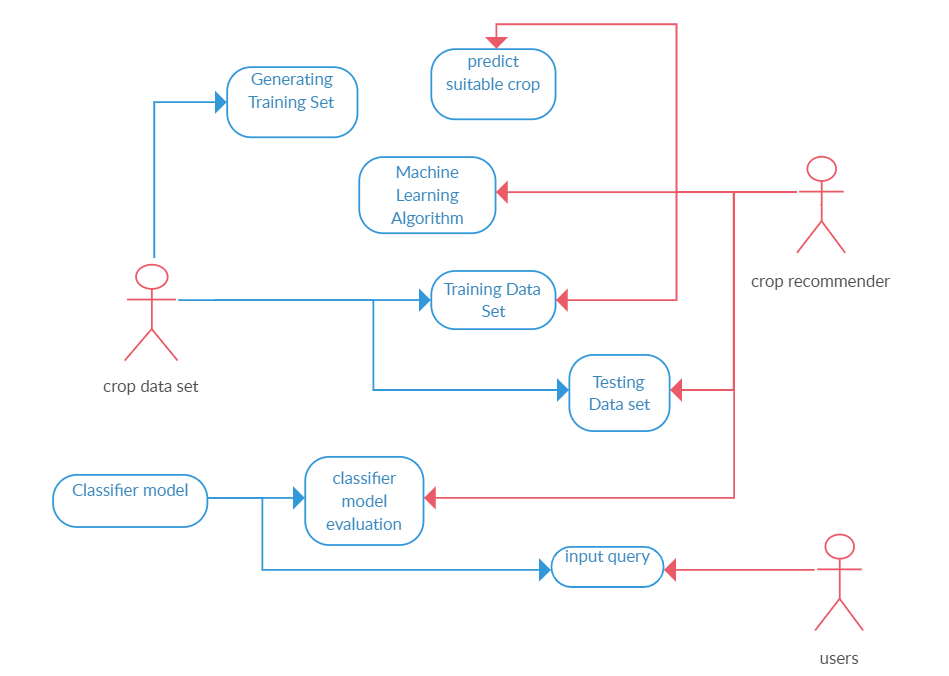 predict
suitable crop
Generating
Training Set
Machine
Learning
Algorithm
crop recommender
Training Data
Set
crop data set
Testing
Data set
Classifier model
classifier
model
evaluation
input query
users